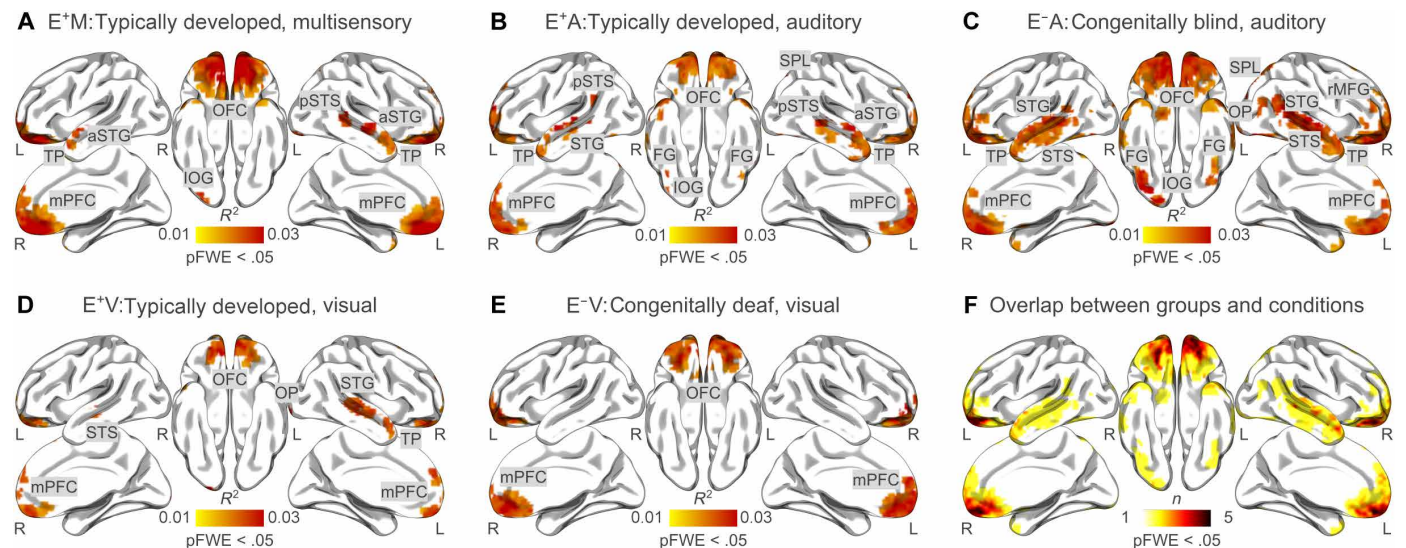 A E⁺M:Typically developed, multisensory
OFC
pSTS
aSTG
aSTG
L
TP
R
L
TP
R
IOG
mPFC
mPFC
R²
0.01
0.03
R
L
pFWE < .05
B E⁺A:Typically developed, auditory
SPL
pSTS
OFC
pSTS
aSTG
L
TP
STG
R
FG
FG
L
TP
R
IOG
mPFC
mPFC
R²
0.01
0.03
R
L
pFWE < .05
C E⁻A:Congenitally blind, auditory
SPL
rMFG
STG
OFC
OP
STG
L
TP
STS
R
FG
FG
L
STS
TP
R
IOG
mPFC
mPFC
R²
0.01
0.03
R
L
pFWE < .05
D E⁺V:Typically developed, visual
OFC
OP
STG
L
STS
R
L
TP
R
mPFC
mPFC
R²
0.01
0.03
R
L
pFWE < .05
E E⁻V:Congenitally deaf, visual
OFC
L
R
L
R
mPFC
mPFC
R²
0.01
0.03
R
L
pFWE < .05
F Overlap between groups and conditions
L
R
L
R
n
1
5
R
L
pFWE < .05